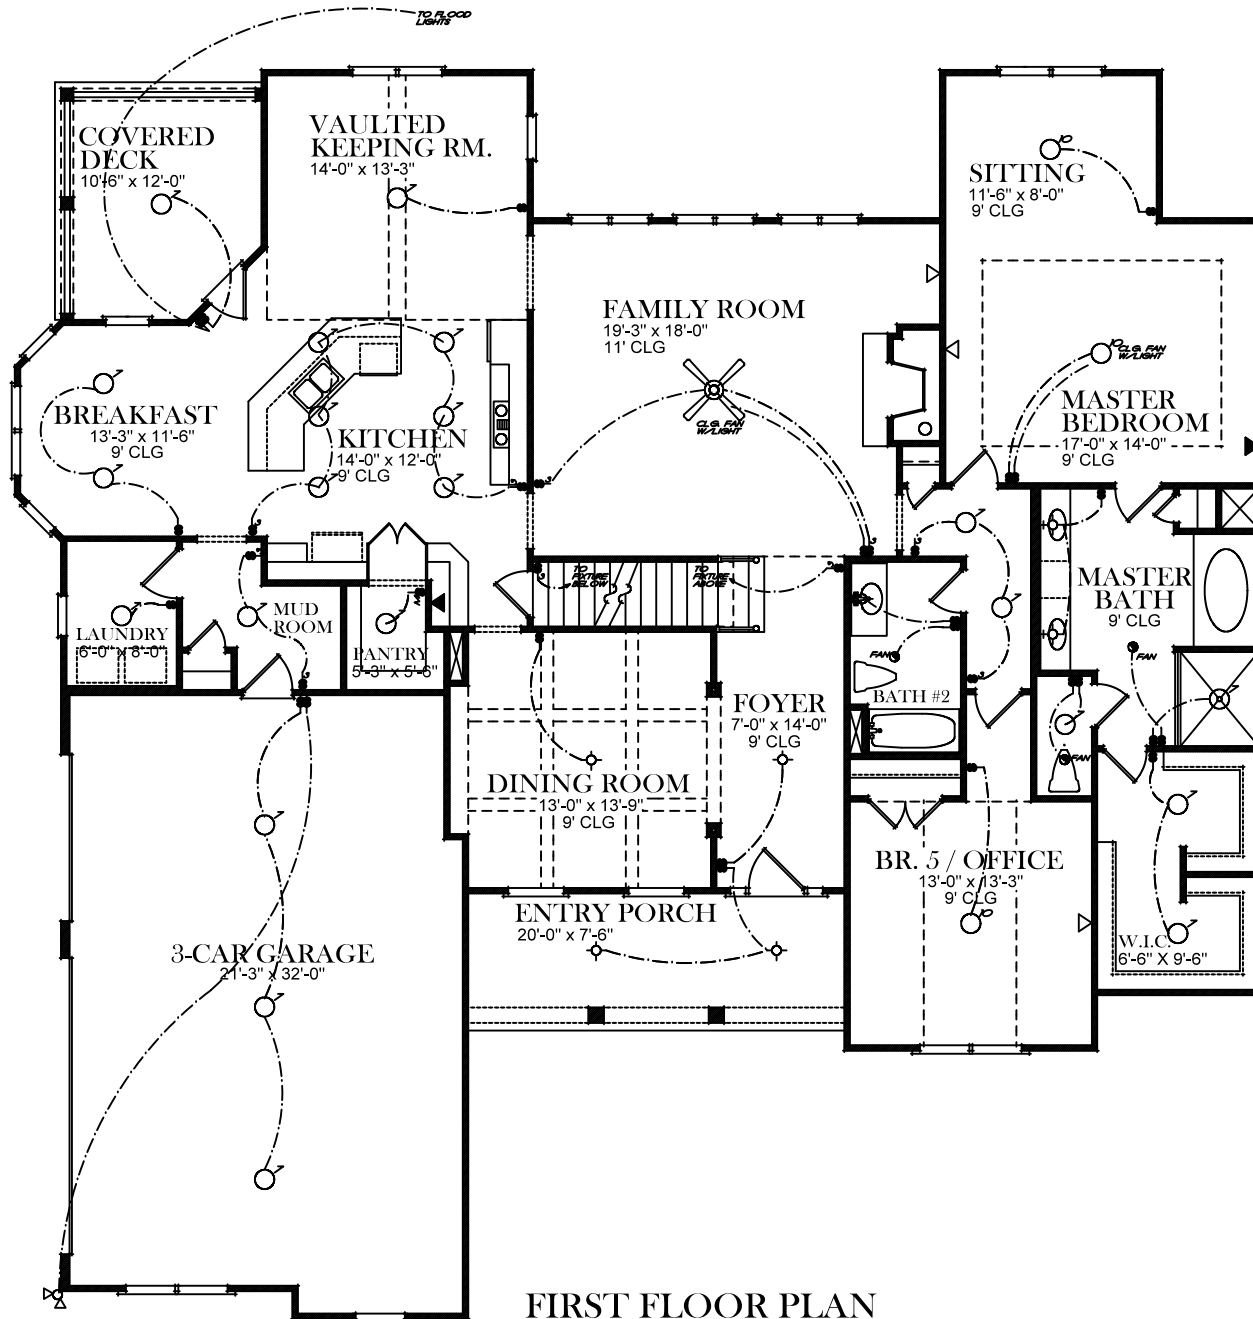 TO FLOOD
LIGHTS
COVERED
DECK
10'-6" x 12'-0"
VAULTED
KEEPING RM.
14'-0" x 13'-3"
SITTING
11'-6" x 8'-0"
9' CLG
FAMILY ROOM
19'-3" x 18'-0"
11' CLG
CLG. FAN
W/LIGHT
CLG. FAN
W/LIGHT
MASTER
BEDROOM
17'-0" x 14'-0"
9' CLG
BREAKFAST
13'-3" x 11'-6"
9' CLG
KITCHEN
14'-0" x 12'-0"
9' CLG
TO
FIXTURE
BELOW
TO
FIXTURE
ABOVE
MASTER
BATH
9' CLG
FAN
LAUNDRY
6'-0" x 8'-0"
MUD
ROOM
PANTRY
5'-3" x 5'-6"
FAN
BATH #2
FOYER
7'-0" x 14'-0"
9' CLG
FAN
DINING ROOM
13'-0" x 13'-9"
9' CLG
BR. 5 / OFFICE
13'-0" x 13'-3"
9' CLG
ENTRY PORCH
20'-0" x 7'-6"
W.I.C.
6'-6" X 9'-6"
3-CAR GARAGE
21'-3" x 32'-0"
FIRST FLOOR PLAN